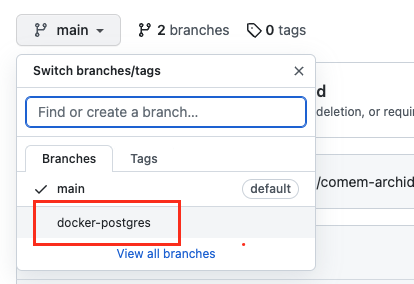 main
2 branches
0 tags
Switch branches/tags
Find or create a branch...
Branches
Tags
main
default
docker-postgres
View all branches
d
deletion, or requi
/comem-archid